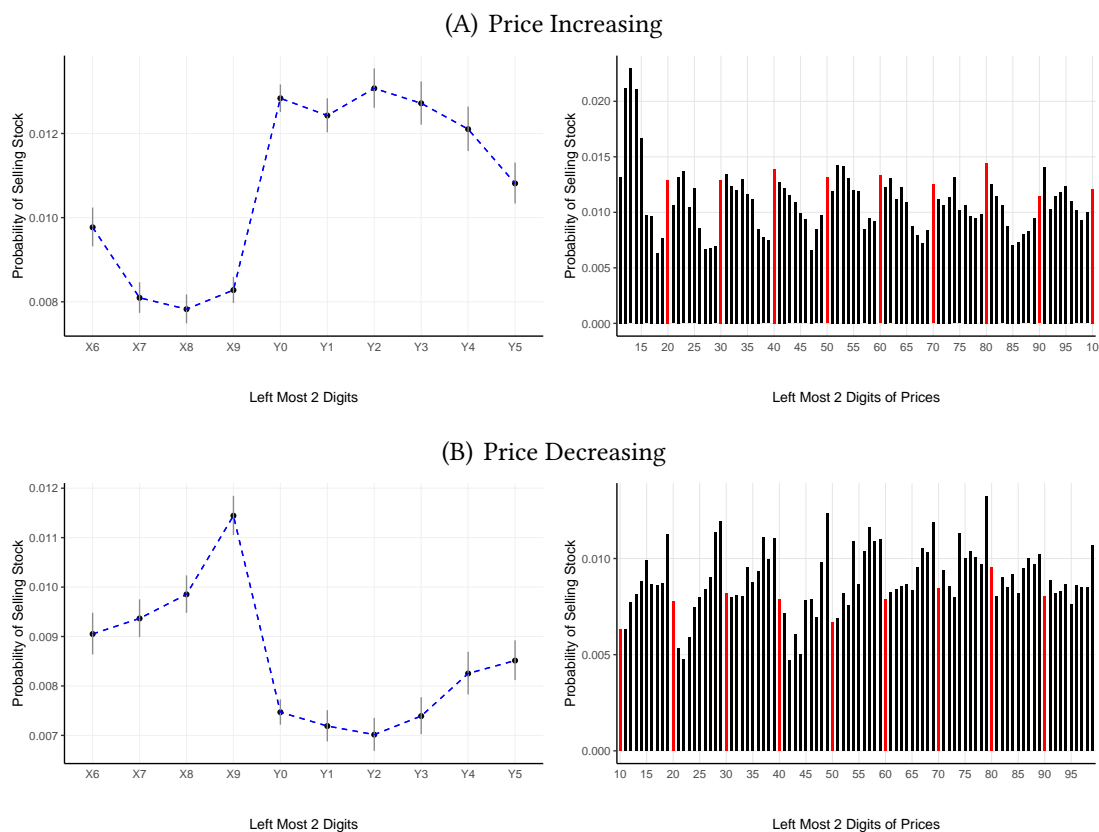 (A) Price Increasing
Probability of Selling Stock
0.012
0.010
0.008
X6 X7 X8 X9 Y0 Y1 Y2 Y3 Y4 Y5
Left Most 2 Digits
Probability of Selling Stock
0.020
0.015
0.010
0.005
0.000
15 20 25 30 35 40 45 50 55 60 65 70 75 80 85 90 95 10
Left Most 2 Digits of Prices
(B) Price Decreasing
Probability of Selling Stock
0.012
0.011
0.010
0.009
0.008
0.007
X6 X7 X8 X9 Y0 Y1 Y2 Y3 Y4 Y5
Left Most 2 Digits
Probability of Selling Stock
0.010
0.005
0.000
10 15 20 25 30 35 40 45 50 55 60 65 70 75 80 85 90 95
Left Most 2 Digits of Prices